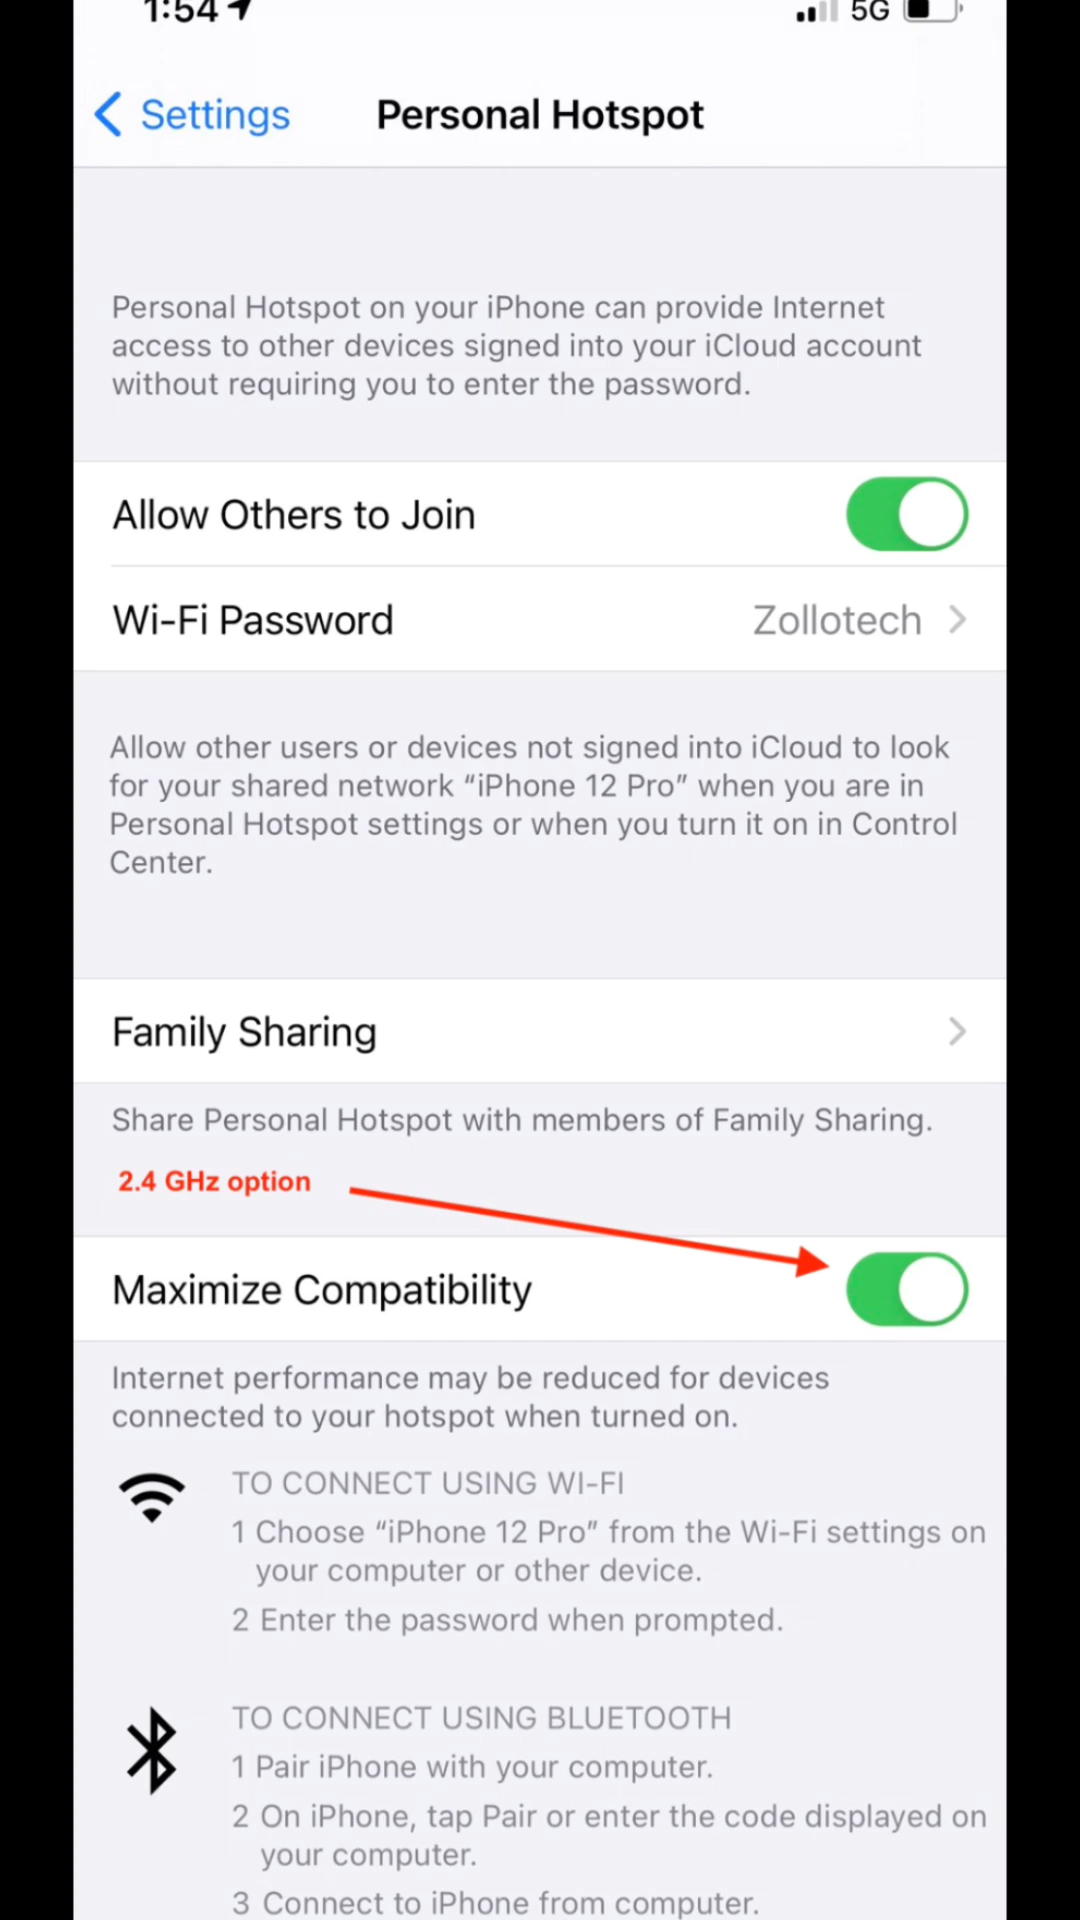 1:54
5G
Settings
Personal Hotspot
Personal Hotspot on your iPhone can provide Internet
access to other devices signed into your iCloud account
without requiring you to enter the password.
Allow Others to Join
Wi-Fi Password
Zollotech
Allow other users or devices not signed into iCloud to look
for your shared network “iPhone 12 Pro” when you are in
Personal Hotspot settings or when you turn it on in Control
Center.
Family Sharing
Share Personal Hotspot with members of Family Sharing.
2.4 GHz option
Maximize Compatibility
Internet performance may be reduced for devices
connected to your hotspot when turned on.
TO CONNECT USING WI-FI
1 Choose “iPhone 12 Pro” from the Wi-Fi settings on
your computer or other device.
2 Enter the password when prompted.
TO CONNECT USING BLUETOOTH
1 Pair iPhone with your computer.
2 On iPhone, tap Pair or enter the code displayed on
your computer.
3 Connect to iPhone from computer.